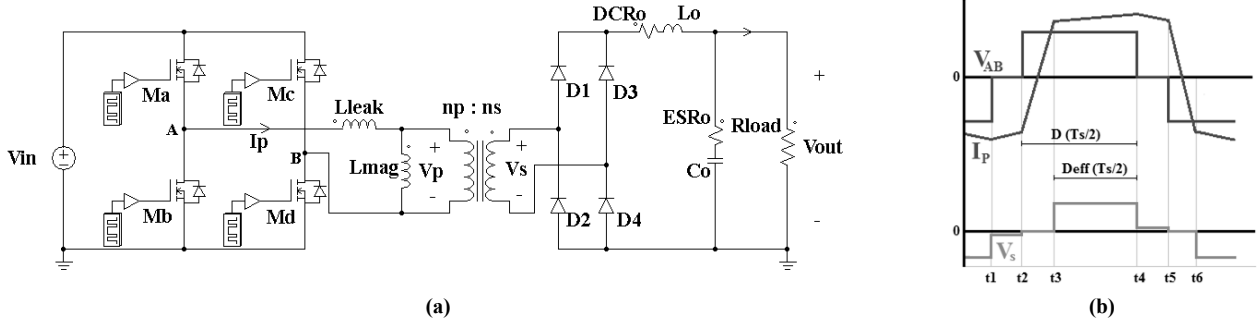 DCRo Lo
Ma
Mc
D1
D3
Lleak
np : ns
A
Ip
B
Vin
Lmag
+
Vp
-
+
Vs
-
ESRo
Rload
Co
+
Vout
-
Mb
Md
D2
D4
(a)
VAB
0
IP
D (Ts/2)
Deff (Ts/2)
0
Vs
t1 t2 t3 t4 t5 t6
(b)